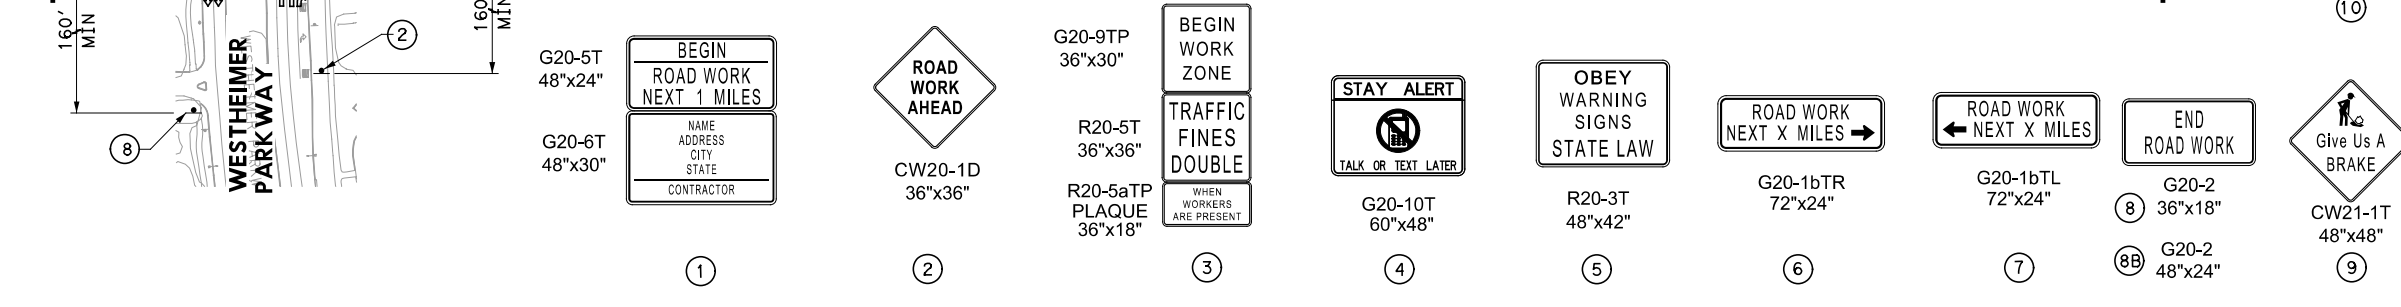 160'
MIN
8
WESTHEIMER
PARKWAY
2
160'
MIN
G20-5T
48"x24"
G20-6T
48"x30"
BEGIN
ROAD WORK
NEXT 1 MILES
NAME
ADDRESS
CITY
STATE
CONTRACTOR
1
ROAD
WORK
AHEAD
CW20-1D
36"x36"
2
G20-9TP
36"x30"
R20-5T
36"x36"
R20-5aTP
PLAQUE
36"x18"
BEGIN
WORK
ZONE
TRAFFIC
FINES
DOUBLE
WHEN
WORKERS
ARE PRESENT
3
STAY ALERT
TALK OR TEXT LATER
G20-10T
60"x48"
4
OBEY
WARNING
SIGNS
STATE LAW
R20-3T
48"x42"
5
ROAD WORK
NEXT X MILES
G20-1bTR
72"x24"
6
ROAD WORK
NEXT X MILES
G20-1bTL
72"x24"
7
END
ROAD WORK
G20-2
8 36"x18"
G20-2
8B 48"x24"
10
Give Us A
BRAKE
CW21-1T
48"x48"
9